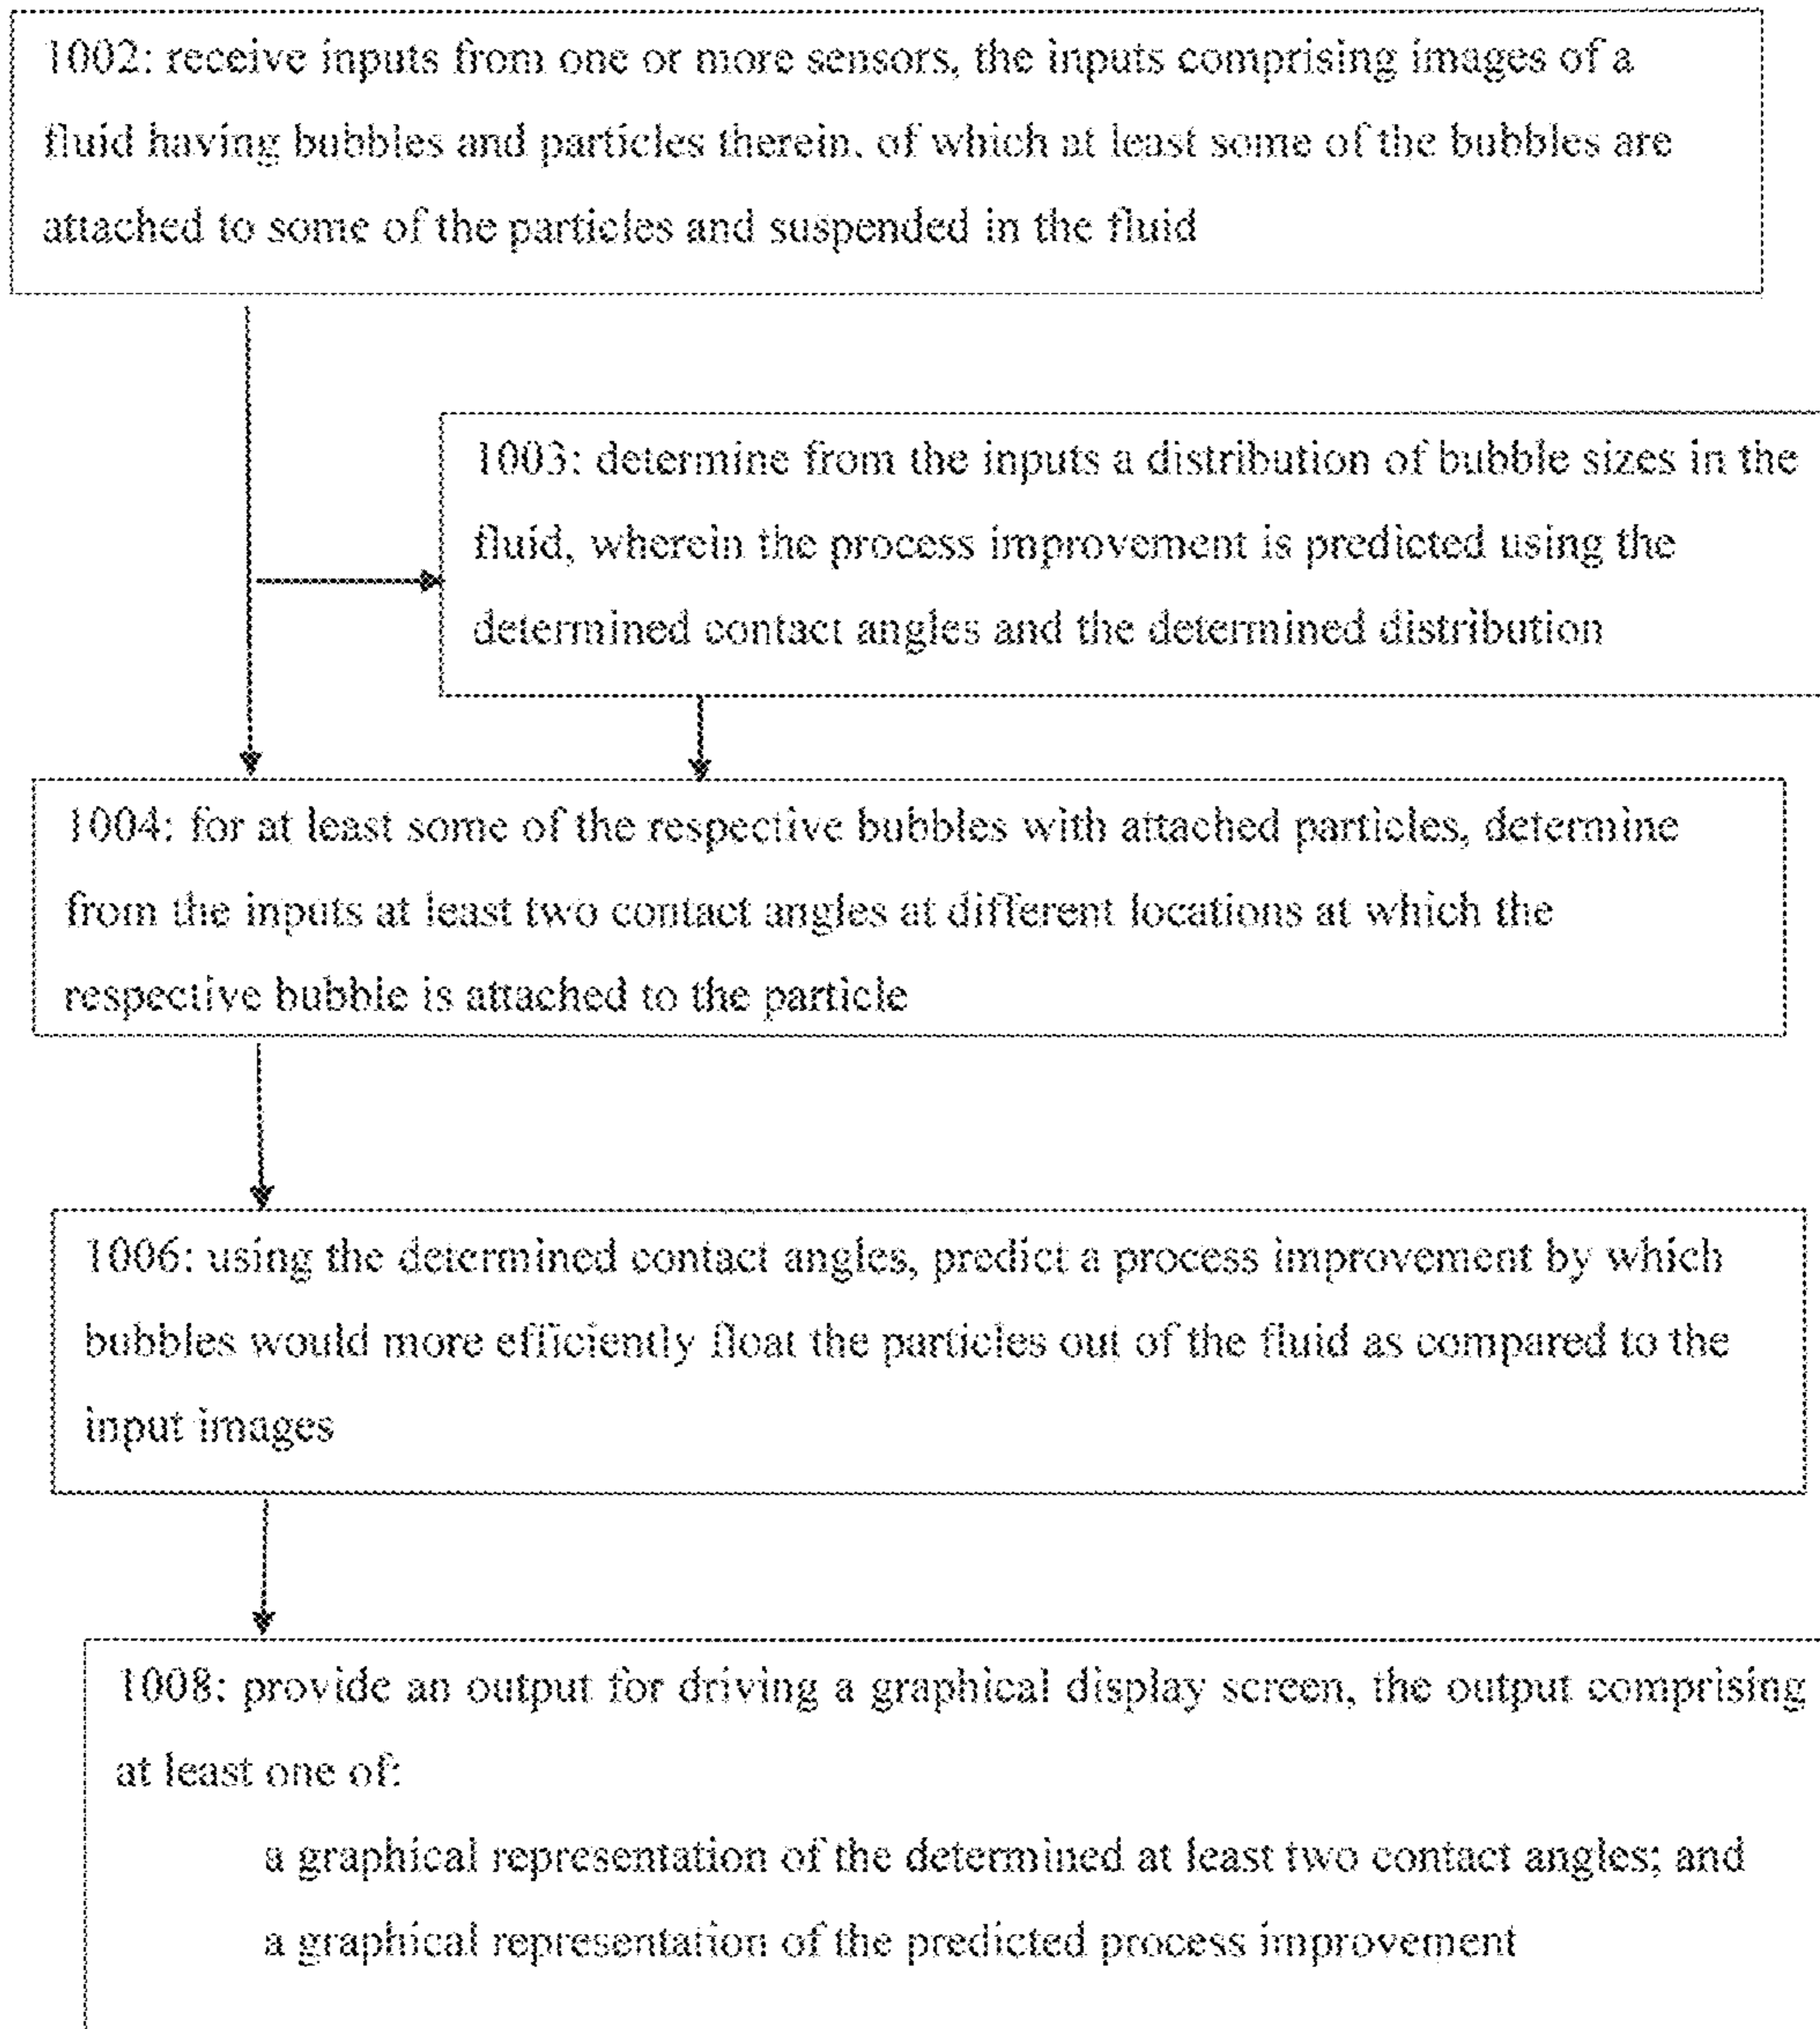 1002: receive inputs from one or more sensors, the inputs comprising images of a
fluid having bubbles and particles therein, of which at least some of the bubbles are
attached to some of the particles and suspended in the fluid
1003: determine from the inputs a distribution of bubble sizes in the
fluid, wherein the process improvement is predicted using the
determined contact angles and the determined distribution
1004: for at least some of the respective bubbles with attached particles, determine
from the inputs at least two contact angles at different locations at which the
respective bubble is attached to the particle
1006: using the determined contact angles, predict a process improvement by which
bubbles would more efficiently float the particles out of the fluid as compared to the
input images
1008: provide an output for driving a graphical display screen, the output comprising
at least one of:
a graphical representation of the determined at least two contact angles; and
a graphical representation of the predicted process improvement